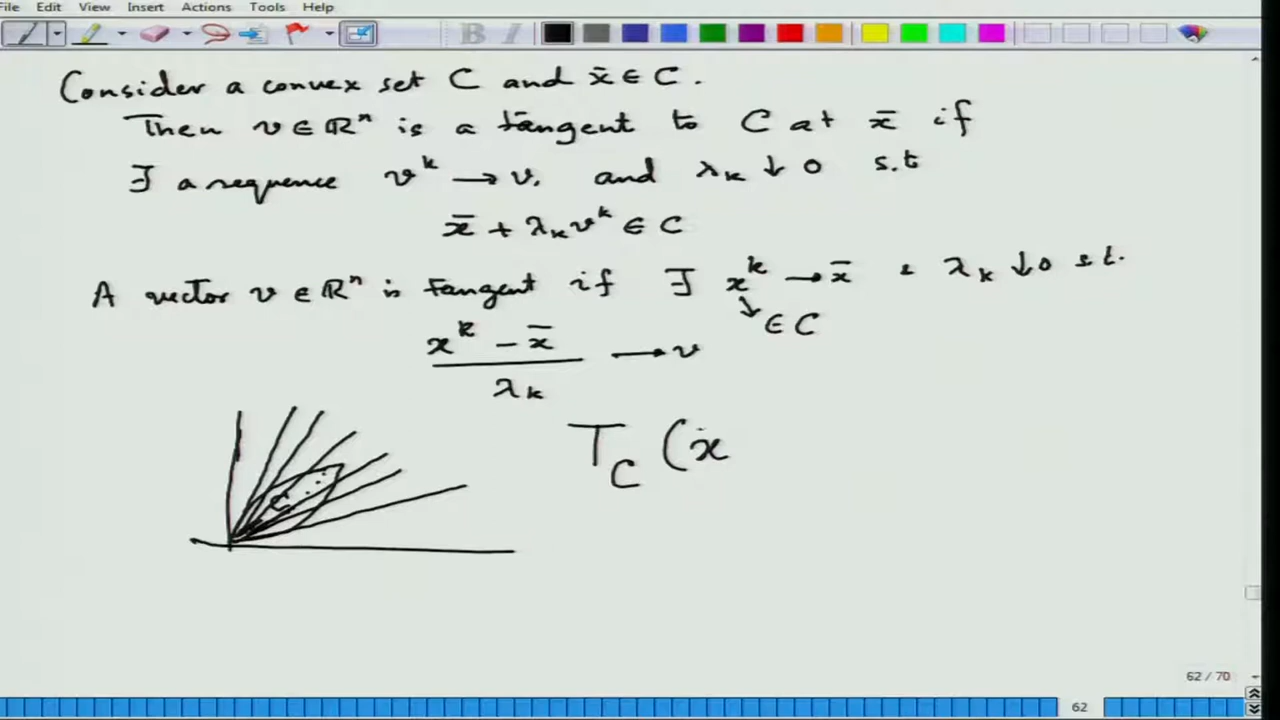 File Edit View Insert Actions Tools Help
B I
Consider a convex set C and x̄ ∈ C.
Then v ∈ ℝⁿ is a tangent to C at x̄ if
∃ a sequence vᵏ → v, and λₖ ↓ 0 s.t
x̄ + λₖvᵏ ∈ C
A vector v ∈ ℝⁿ is tangent if ∃ xᵏ → x̄ & λₖ ↓ 0 s.t.
↘ ∈ C
xᵏ − x̄
→ v
λₖ
C
T_C (x
62 / 70
62